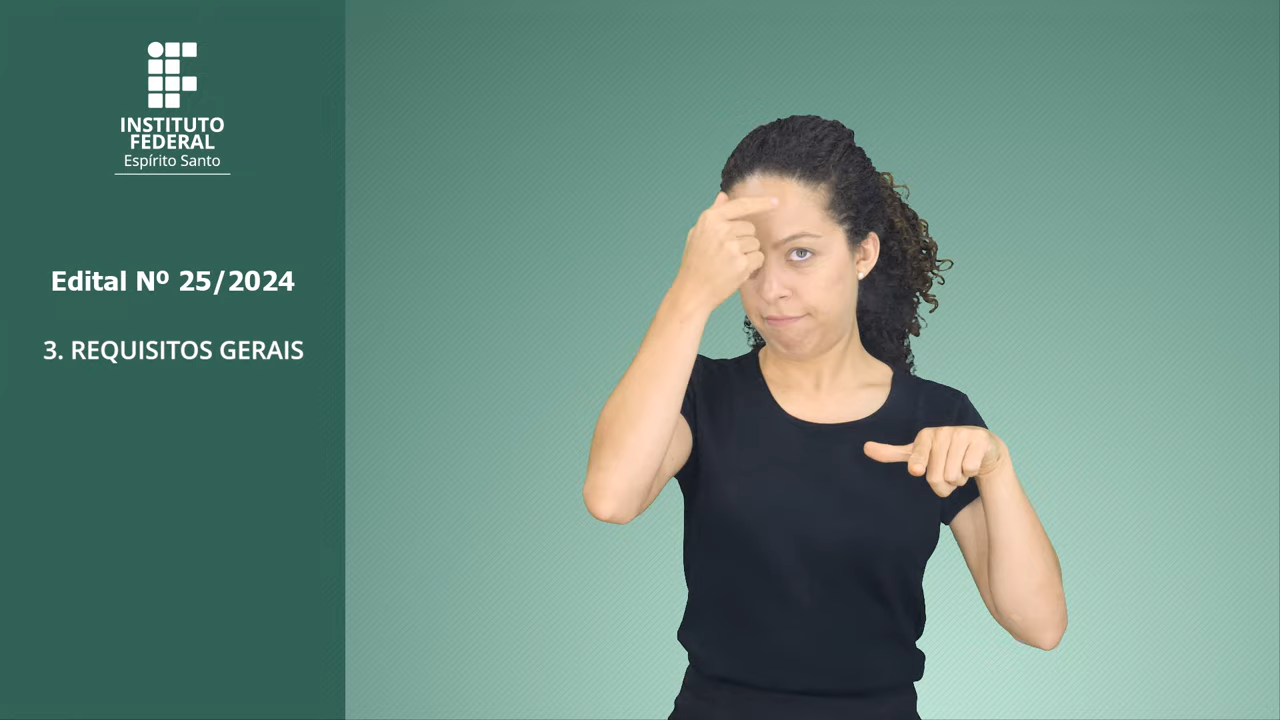 INSTITUTO
FEDERAL
Espírito Santo
Edital Nº 25/2024
3. REQUISITOS GERAIS